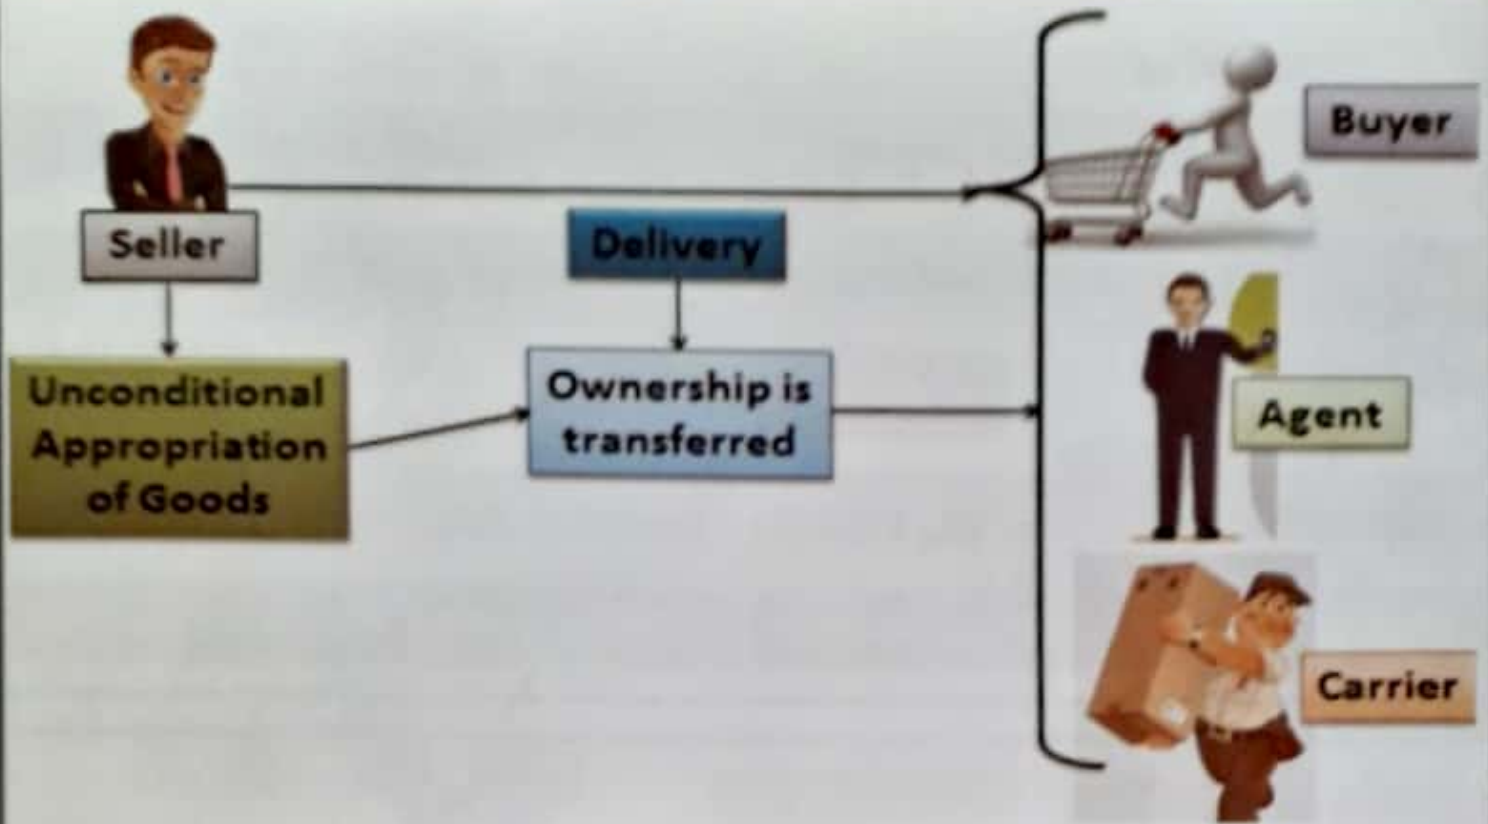 Buyer
Seller
Delivery
Unconditional
Appropriation
of Goods
Ownership is
transferred
Agent
Carrier